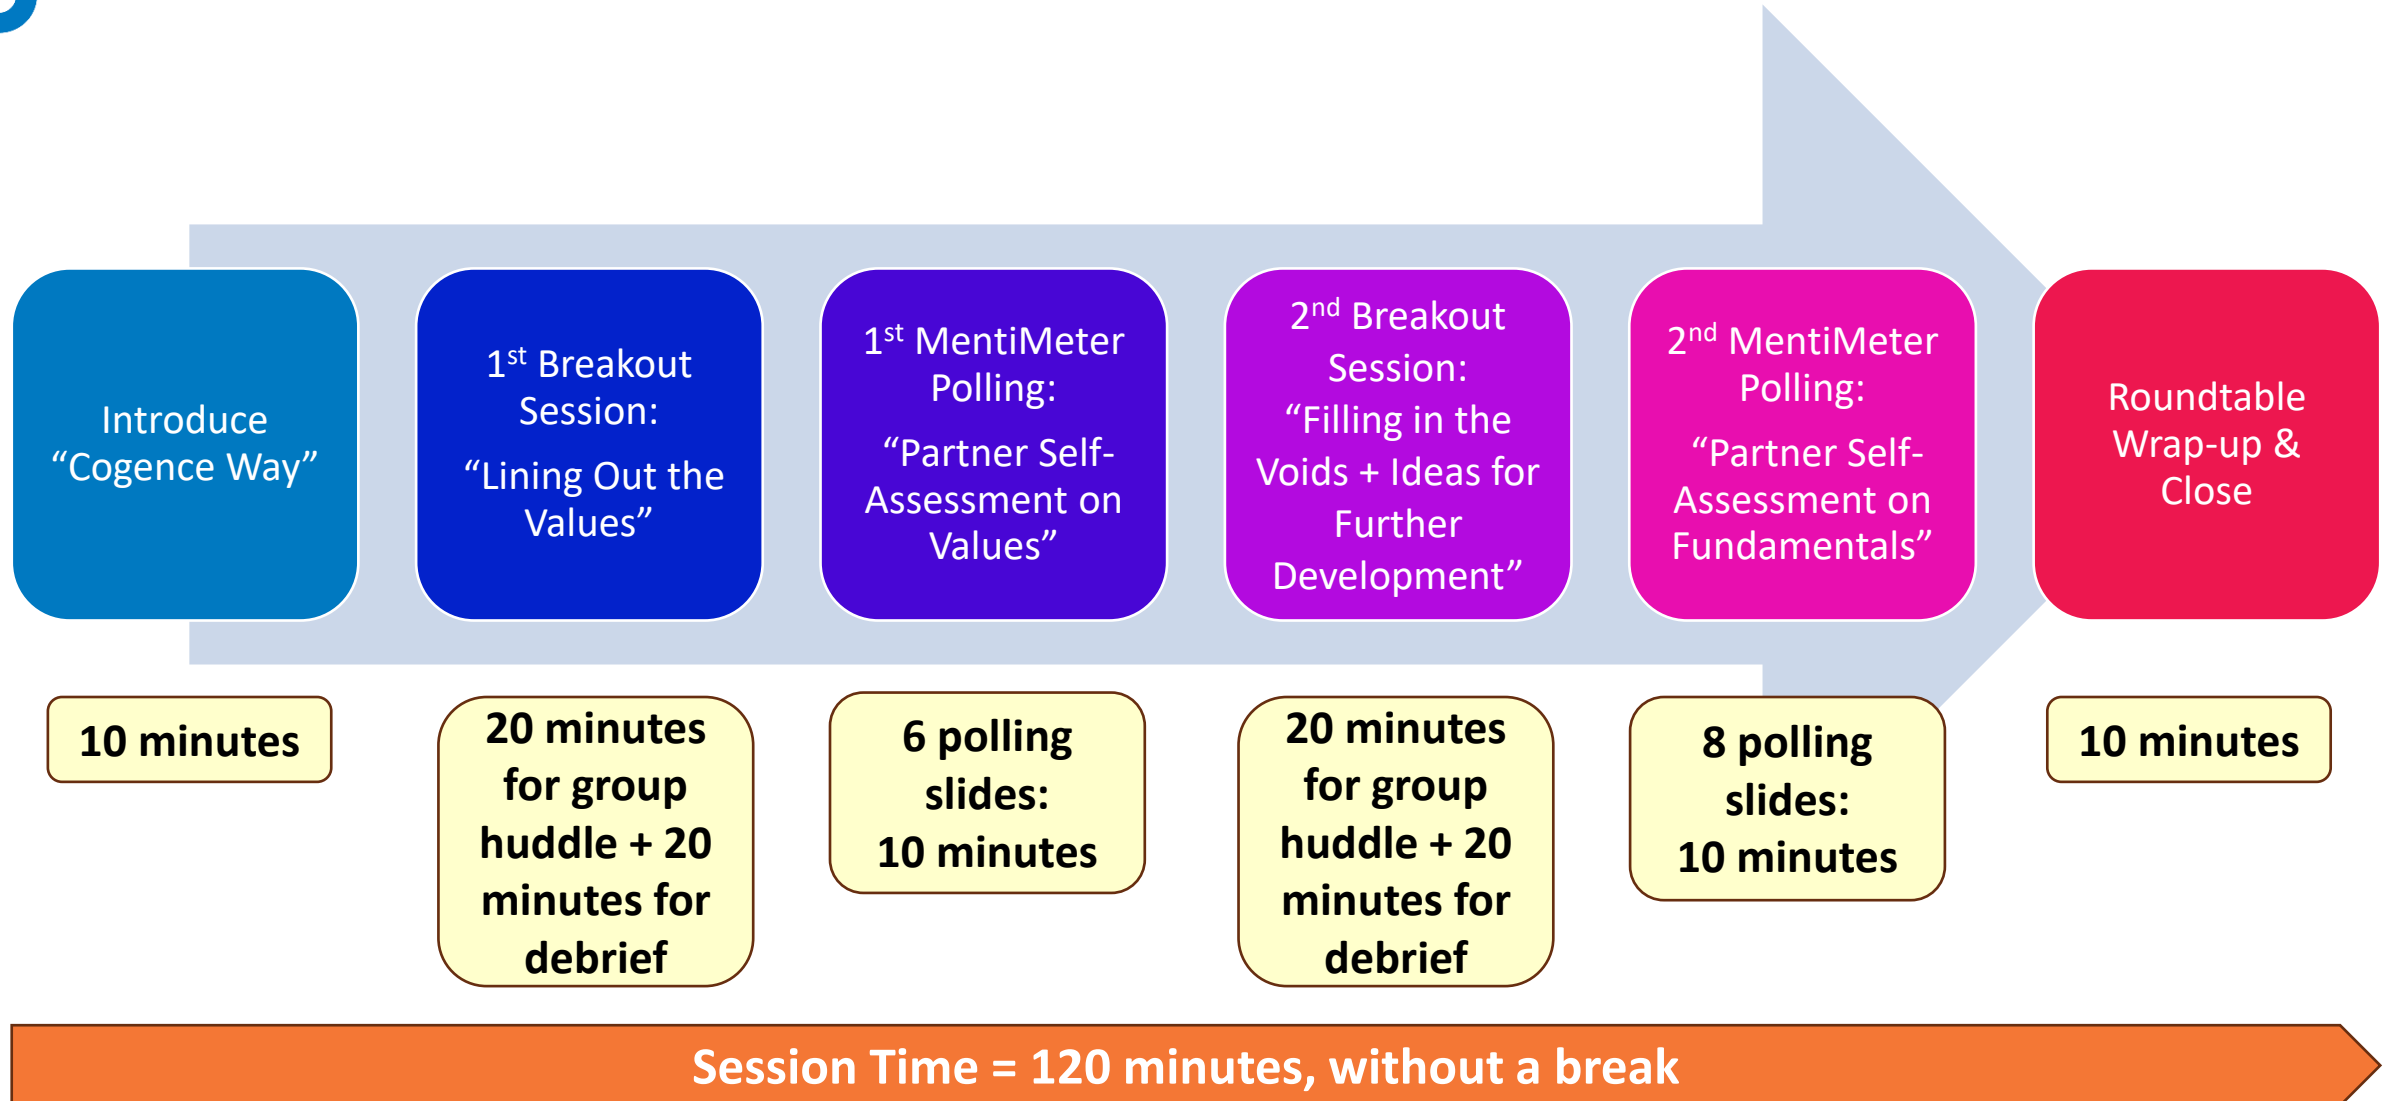 Introduce
“Cogence Way”
1st Breakout
Session:
“Lining Out the
Values”
1st MentiMeter
Polling:
“Partner Self-
Assessment on
Values”
2nd Breakout
Session:
“Filling in the
Voids + Ideas for
Further
Development”
2nd MentiMeter
Polling:
“Partner Self-
Assessment on
Fundamentals”
Roundtable
Wrap-up &
Close
10 minutes
20 minutes
for group
huddle + 20
minutes for
debrief
6 polling
slides:
10 minutes
20 minutes
for group
huddle + 20
minutes for
debrief
8 polling
slides:
10 minutes
10 minutes
Session Time = 120 minutes, without a break